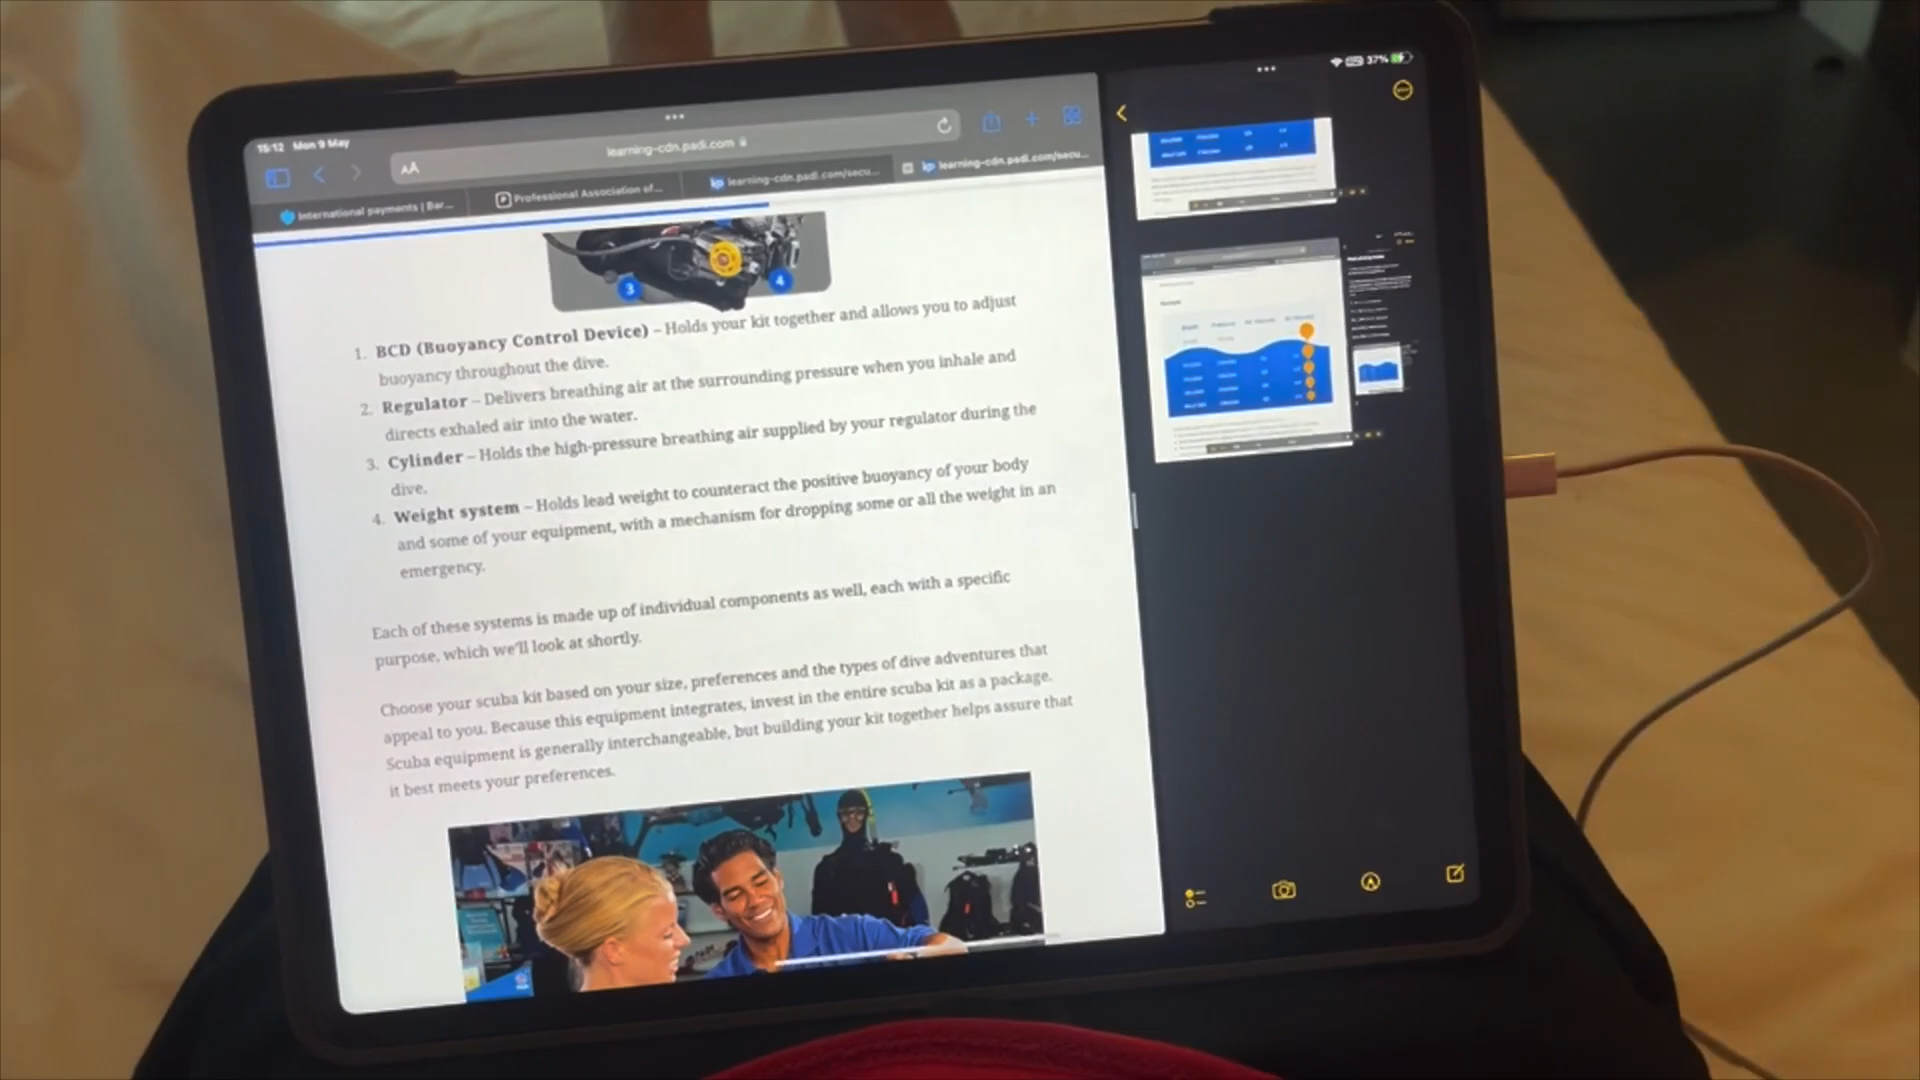 15:12 Mon 9 May
37%
AA
learning-cdn.padi.com
International payments | Bar...
Professional Association of...
learning-cdn.padi.com/secu...
learning-cdn.padi.com/secu...
3
4
1. BCD (Buoyancy Control Device) – Holds your kit together and allows you to adjust
buoyancy throughout the dive.
2. Regulator – Delivers breathing air at the surrounding pressure when you inhale and
directs exhaled air into the water.
3. Cylinder – Holds the high-pressure breathing air supplied by your regulator during the
dive.
4. Weight system – Holds lead weight to counteract the positive buoyancy of your body
and some of your equipment, with a mechanism for dropping some or all the weight in an
emergency.
Each of these systems is made up of individual components as well, each with a specific
purpose, which we'll look at shortly.
Choose your scuba kit based on your size, preferences and the types of dive adventures that
appeal to you. Because this equipment integrates, invest in the entire scuba kit as a package.
Scuba equipment is generally interchangeable, but building your kit together helps assure that
it best meets your preferences.